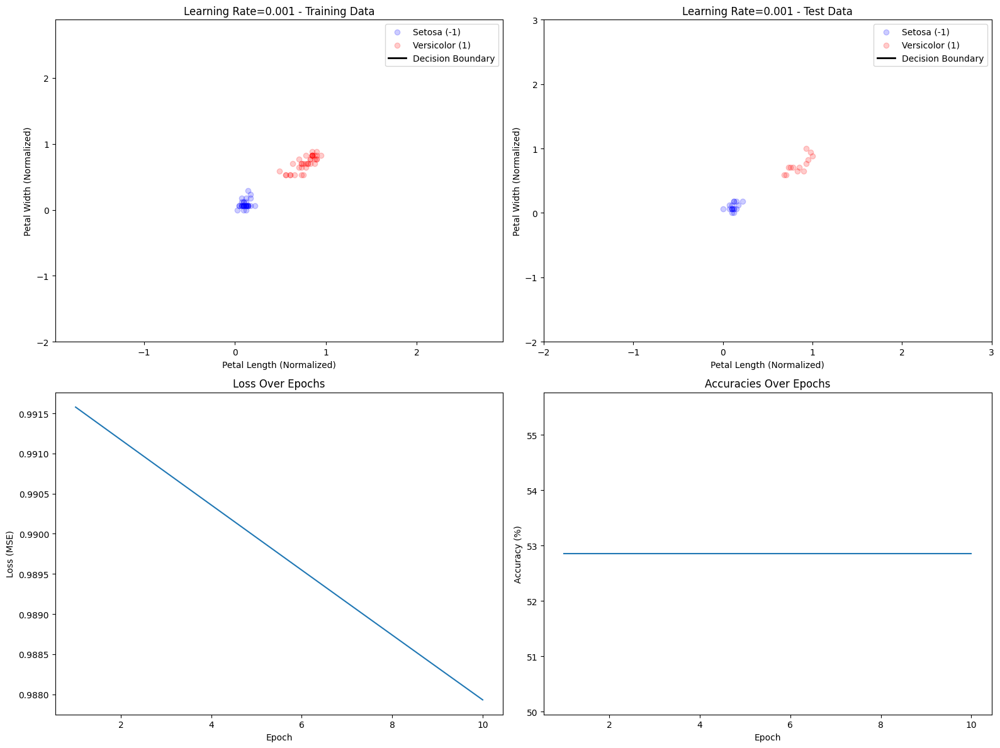 Learning Rate=0.001 - Training Data
Setosa (-1)
Versicolor (1)
Decision Boundary
Petal Width (Normalized)
2
1
0
−1
−2
−1
0
1
2
Petal Length (Normalized)
Learning Rate=0.001 - Test Data
Setosa (-1)
Versicolor (1)
Decision Boundary
Petal Width (Normalized)
3
2
1
0
−1
−2
−2
−1
0
1
2
3
Petal Length (Normalized)
Loss Over Epochs
Loss (MSE)
0.9915
0.9910
0.9905
0.9900
0.9895
0.9890
0.9885
0.9880
2
4
6
8
10
Epoch
Accuracies Over Epochs
Accuracy (%)
55
54
53
52
51
50
2
4
6
8
10
Epoch